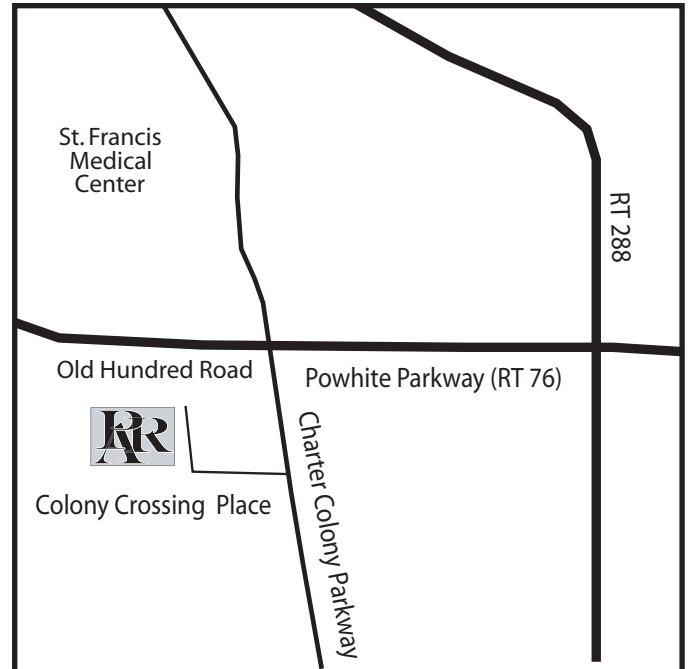 St. Francis
Medical
Center
RT 288
Old Hundred Road
Powhite Parkway (RT 76)
RAR
Charter Colony Parkway
Colony Crossing Place